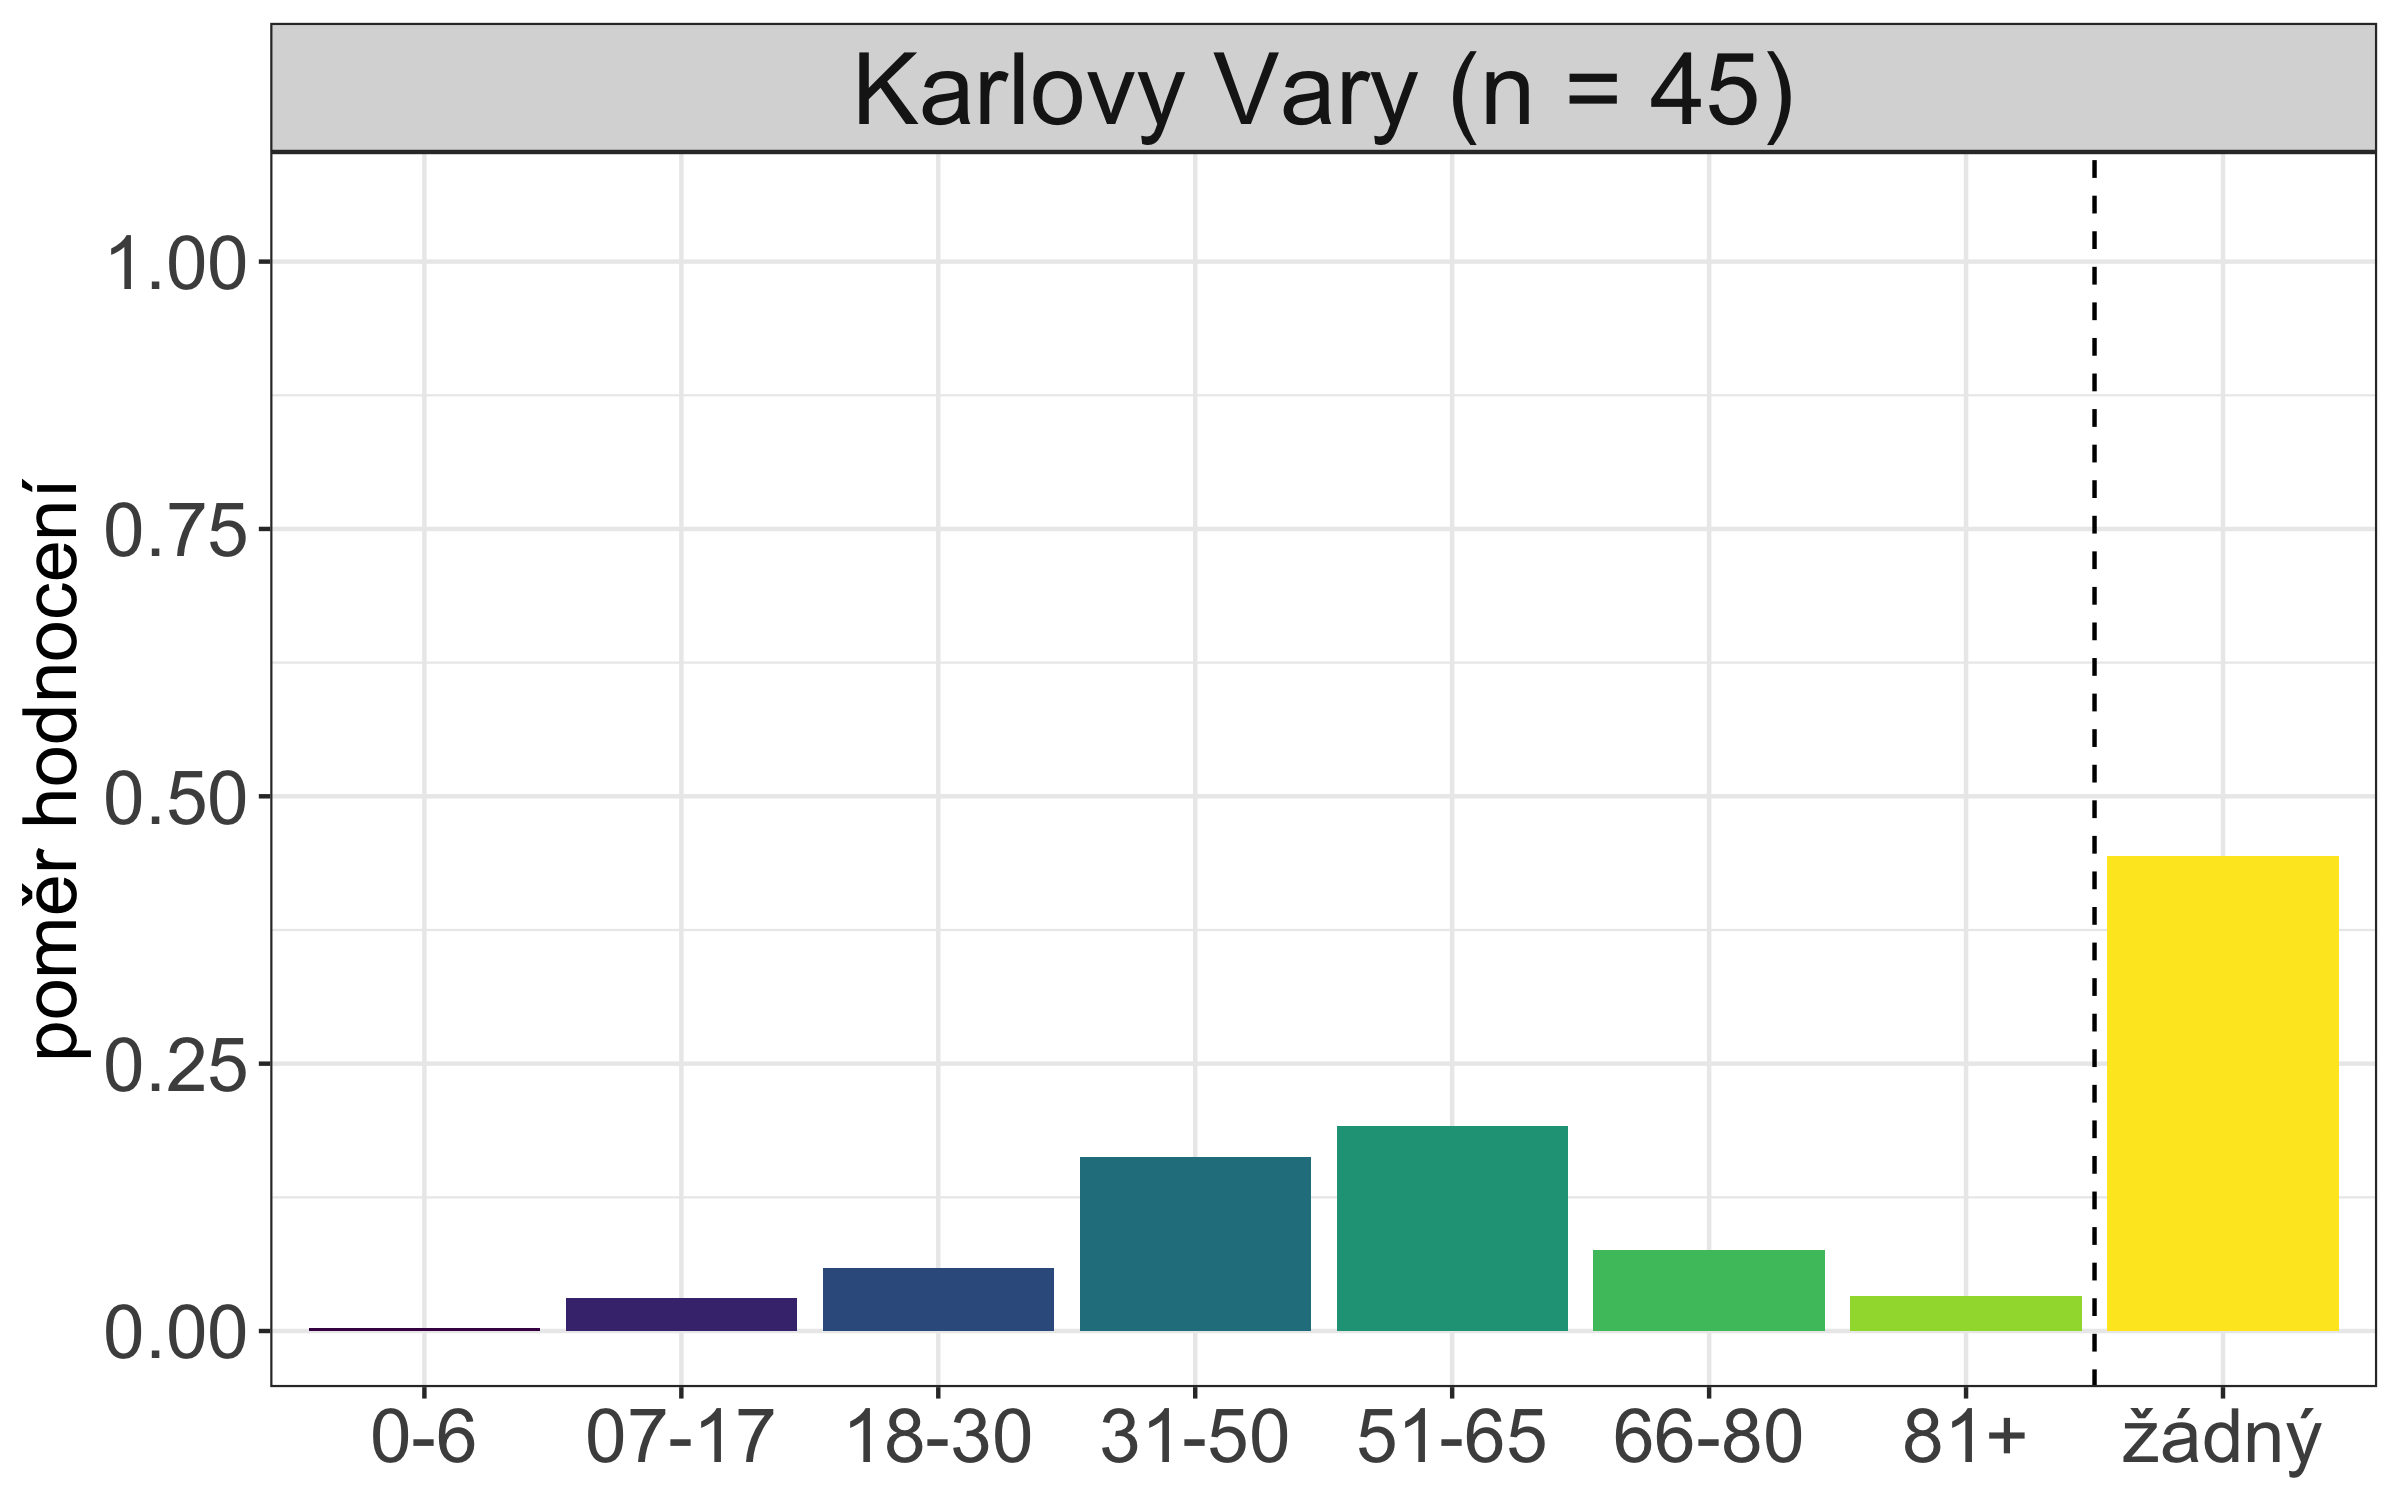 Karlovy Vary (n = 45)
poměr hodnocení
1.00
0.75
0.50
0.25
0.00
0-6 07-17 18-30 31-50 51-65 66-80 81+ žádný